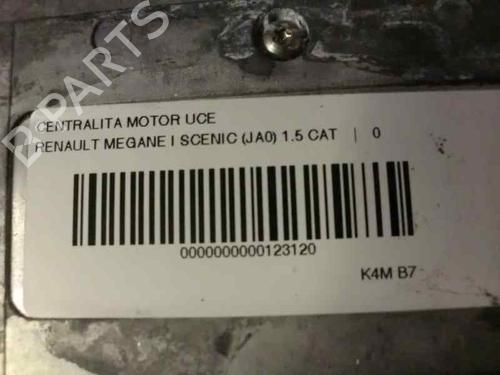 B PARTS
CENTRALITA MOTOR UCE
RENAULT MEGANE I SCENIC (JA0) 1.5 CAT | 0
0000000000123120
K4M B7